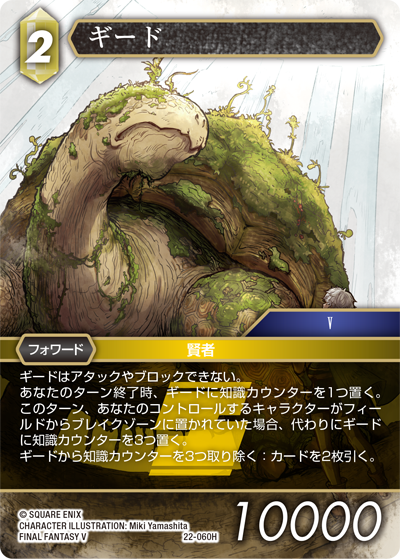 2
ギード
V
フォワード
賢者
ギードはアタックやブロックできない。
あなたのターン終了時、ギードに知識カウンターを1つ置く。
このターン、あなたのコントロールするキャラクターがフィー
ルドからブレイクゾーンに置かれていた場合、代わりにギード
に知識カウンターを3つ置く。
ギードから知識カウンターを3つ取り除く：カードを2枚引く。
© SQUARE ENIX
CHARACTER ILLUSTRATION: Miki Yamashita
FINAL FANTASY V
22-060H
10000